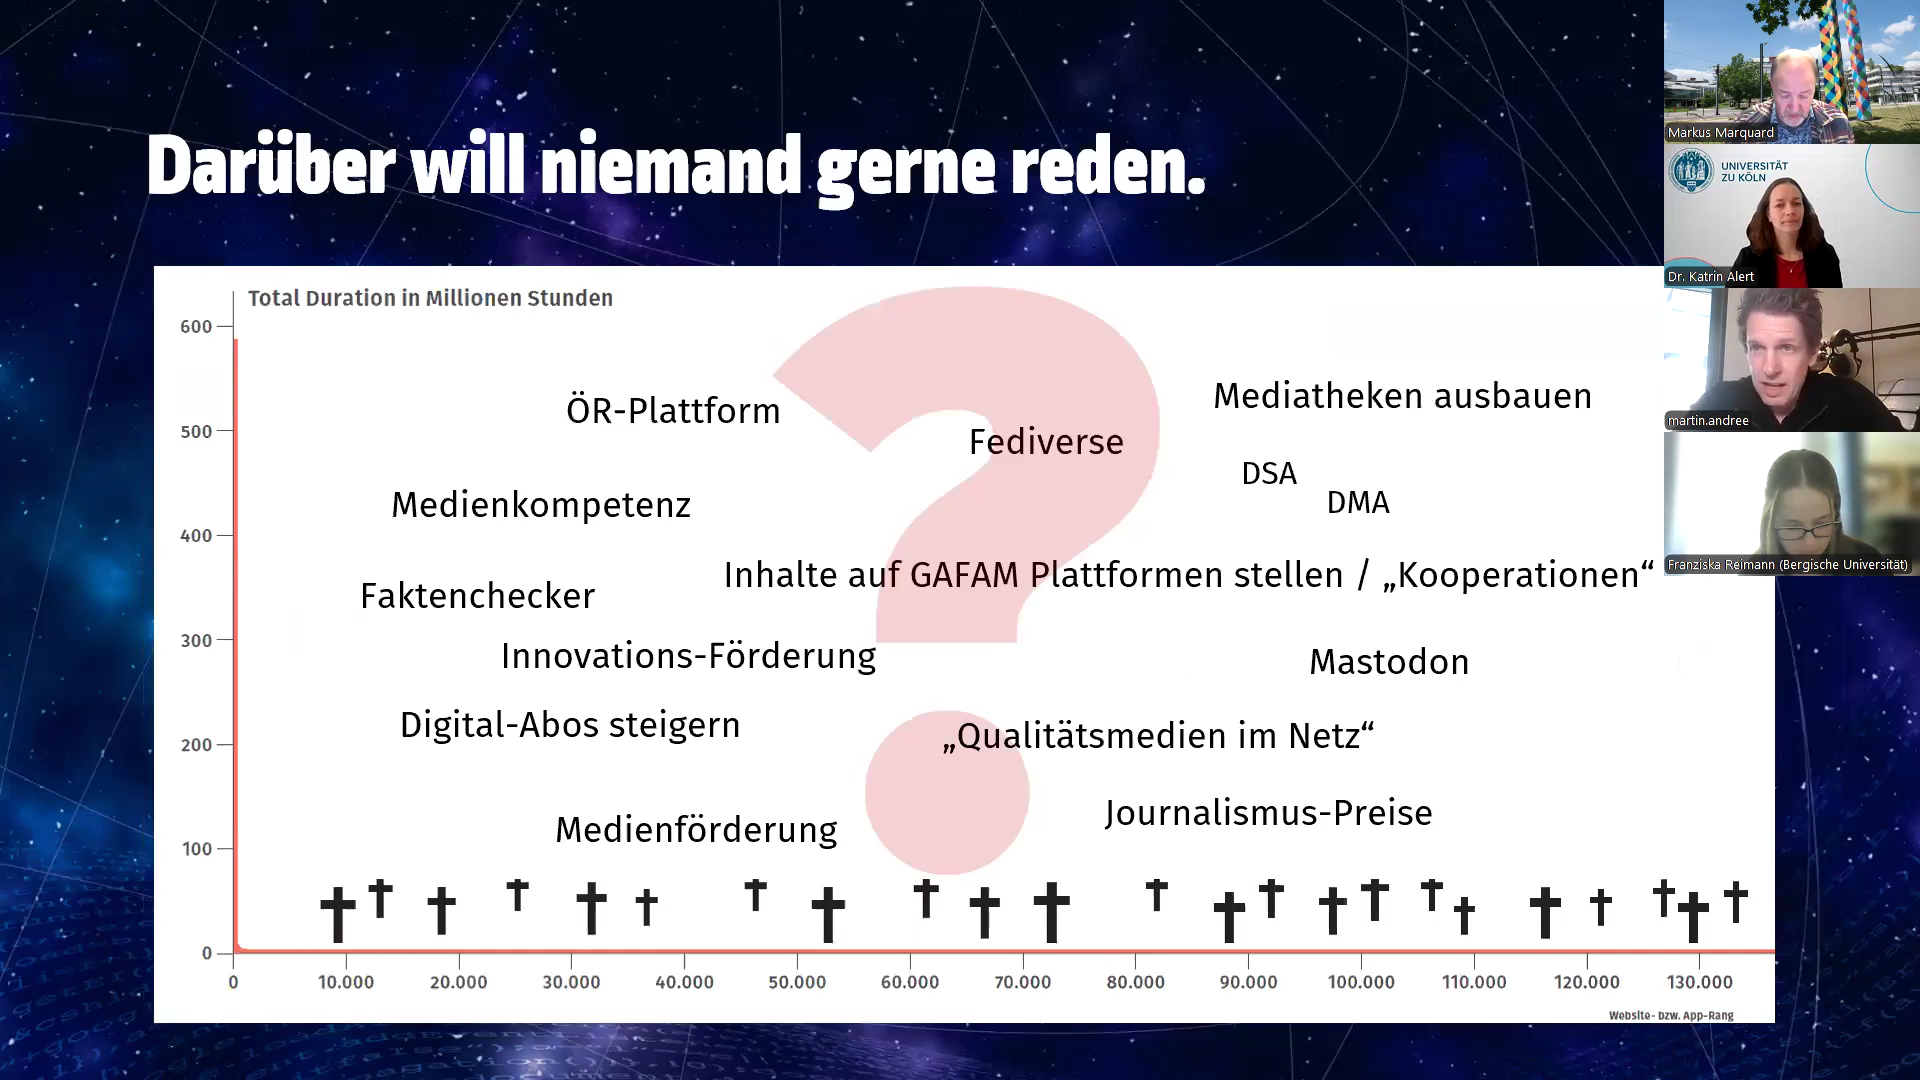 Darüber will niemand gerne reden.
Total Duration in Millionen Stunden
600
500
400
300
200
100
0
ÖR-Plattform
Mediatheken ausbauen
Fediverse
DSA
DMA
Medienkompetenz
Inhalte auf GAFAM Plattformen stellen / „Kooperationen“
Faktenchecker
Innovations-Förderung
Mastodon
Digital-Abos steigern
„Qualitätsmedien im Netz“
Journalismus-Preise
Medienförderung
0 10.000 20.000 30.000 40.000 50.000 60.000 70.000 80.000 90.000 100.000 110.000 120.000 130.000
Website- bzw. App-Rang
Markus Marquard
UNIVERSITÄT
ZU KÖLN
Dr. Katrin Alert
martin.andree
Franziska Reimann (Bergische Universität)